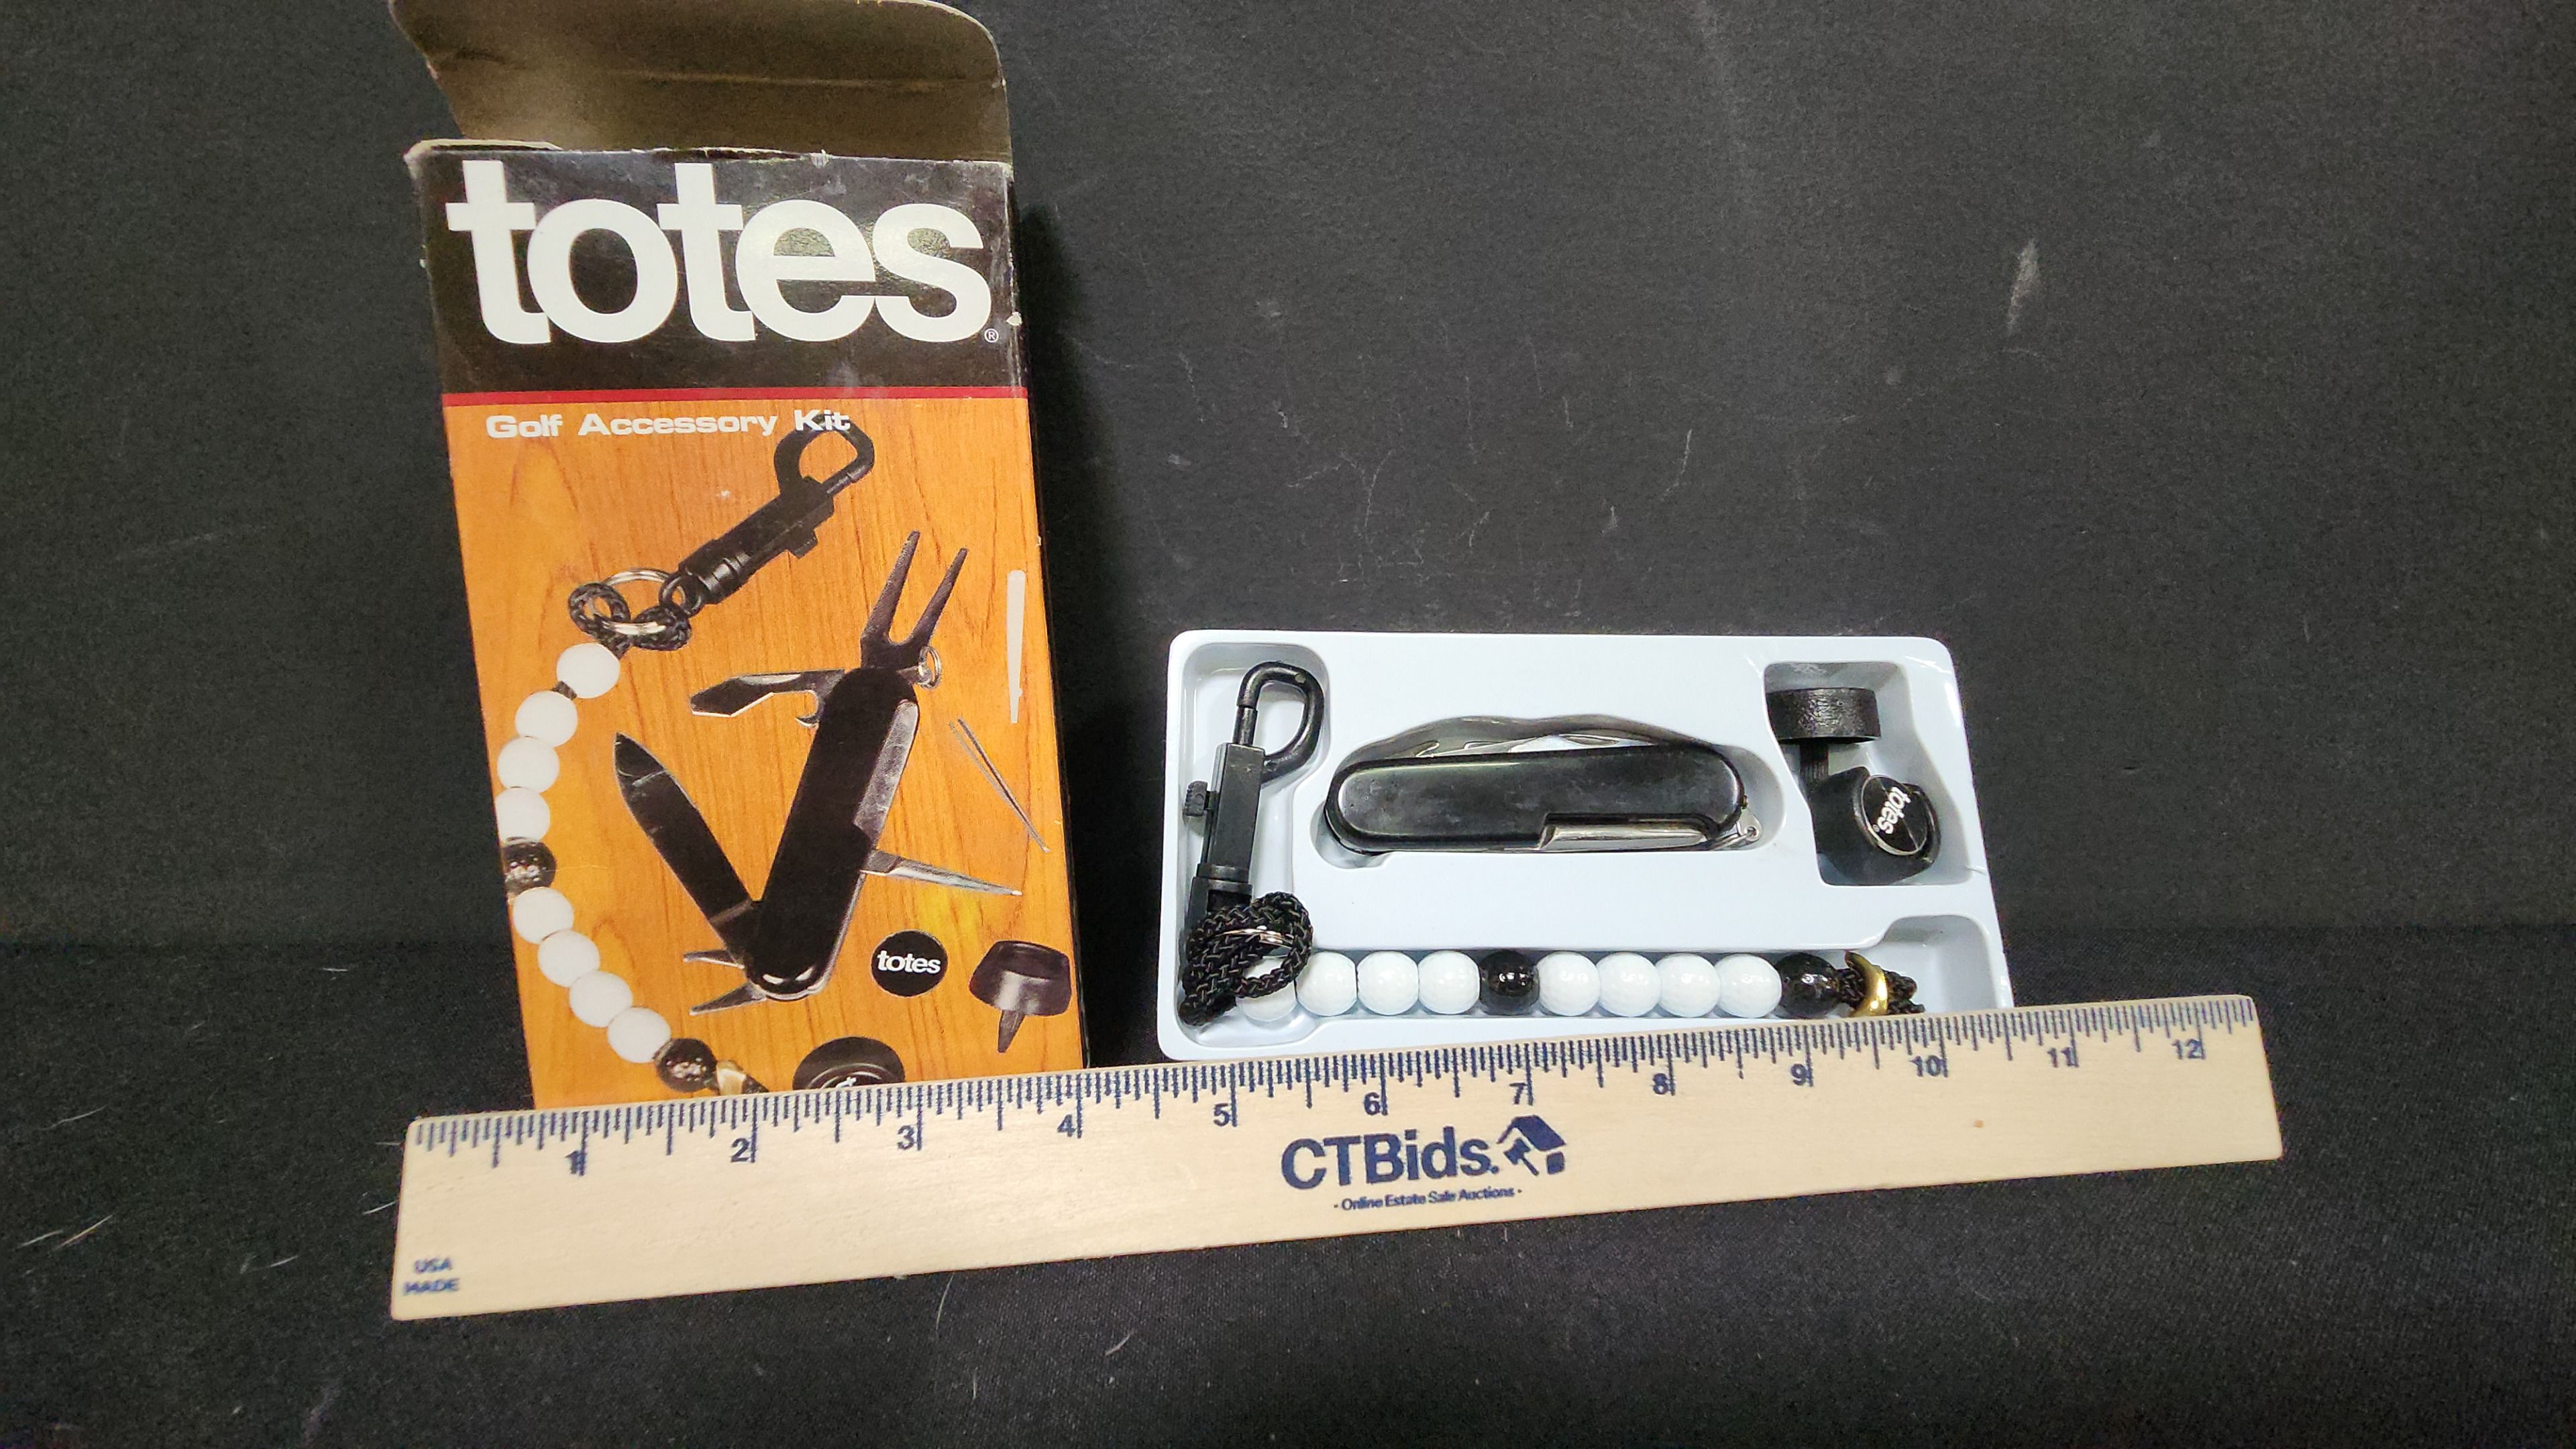 totes®
Golf Accessory Kit
totes
totes
1 2 3 4 5 6 7 8 9 10 11 12
CTBids.
- Online Estate Sale Auctions -
USA
MADE